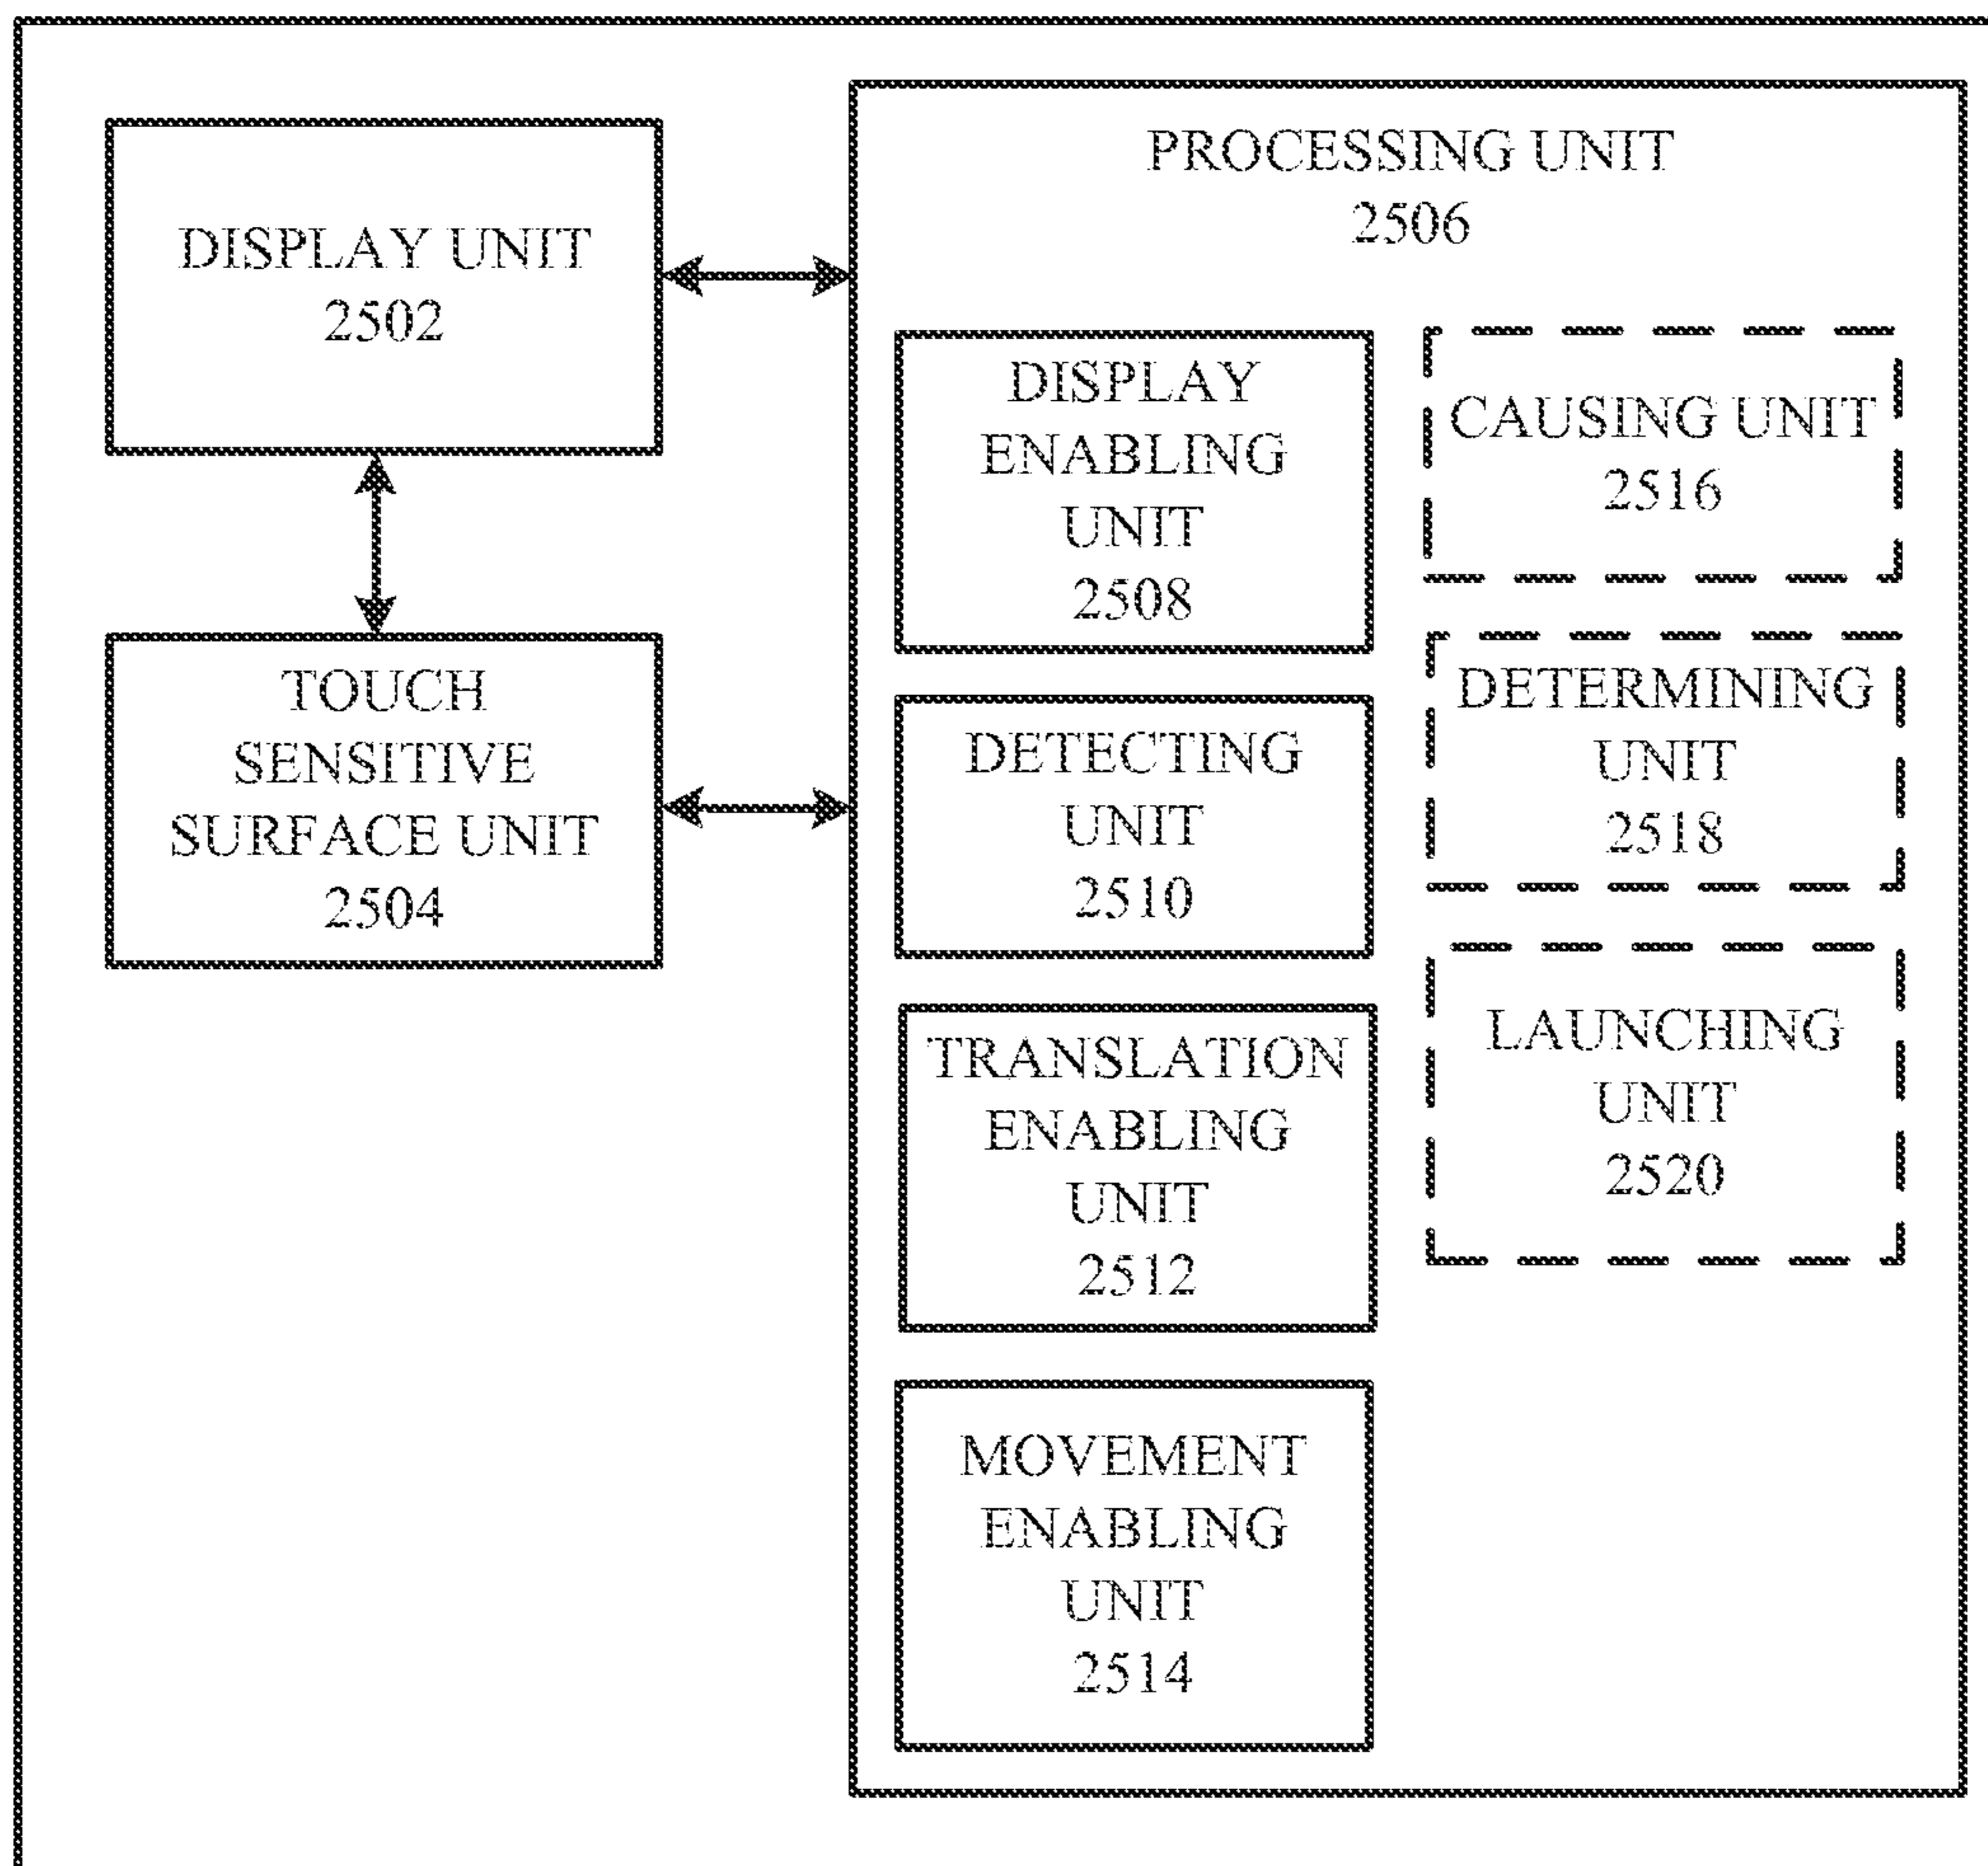 DISPLAY UNIT
2502
TOUCH
SENSITIVE
SURFACE UNIT
2504
PROCESSING UNIT
2506
DISPLAY
ENABLING
UNIT
2508
DETECTING
UNIT
2510
TRANSLATION
ENABLING
UNIT
2512
MOVEMENT
ENABLING
UNIT
2514
CAUSING UNIT
2516
DETERMINING
UNIT
2518
LAUNCHING
UNIT
2520